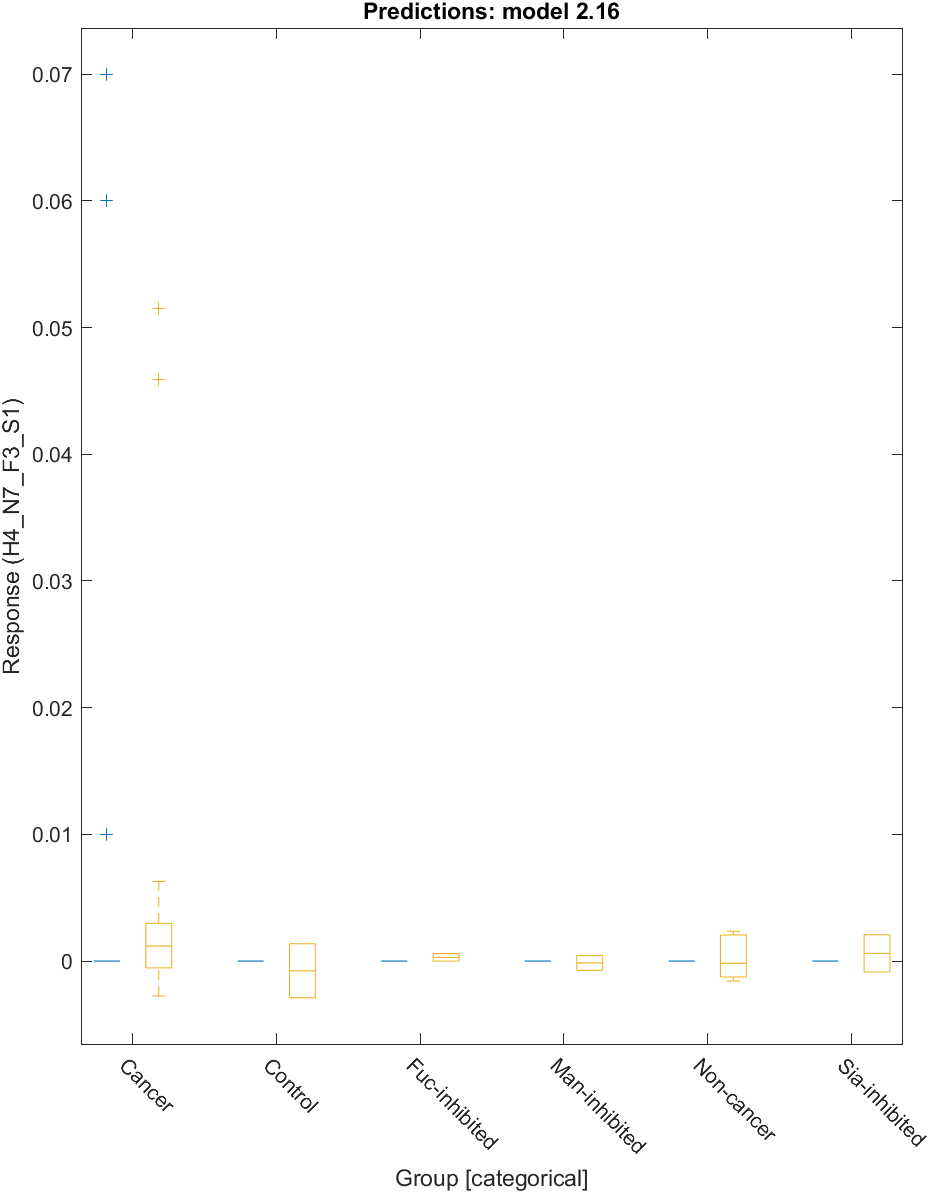 Predictions: model 2.16
Response (H4_N7_F3_S1)
0.07
0.06
0.05
0.04
0.03
0.02
0.01
0
Cancer
Control
Fuc-inhibited
Man-inhibited
Non-cancer
Sia-inhibited
Group [categorical]